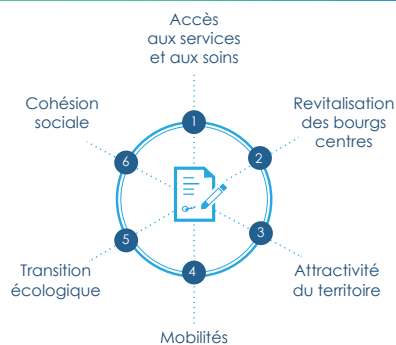 Accès
aux services
et aux soins
1
Revitalisation
des bourgs
centres
2
Attractivité
du territoire
3
Mobilités
4
Transition
écologique
5
Cohésion
sociale
6